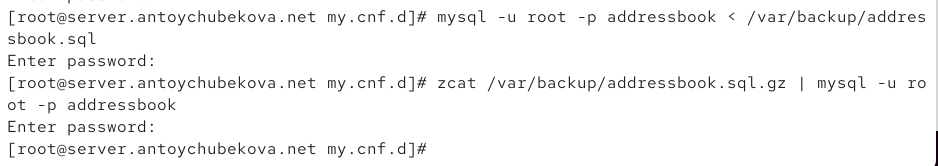 [root@server.antoychubekova.net my.cnf.d]# mysql -u root -p addressbook < /var/backup/addres
sbook.sql
Enter password:
[root@server.antoychubekova.net my.cnf.d]# zcat /var/backup/addressbook.sql.gz | mysql -u ro
ot -p addressbook
Enter password:
[root@server.antoychubekova.net my.cnf.d]#